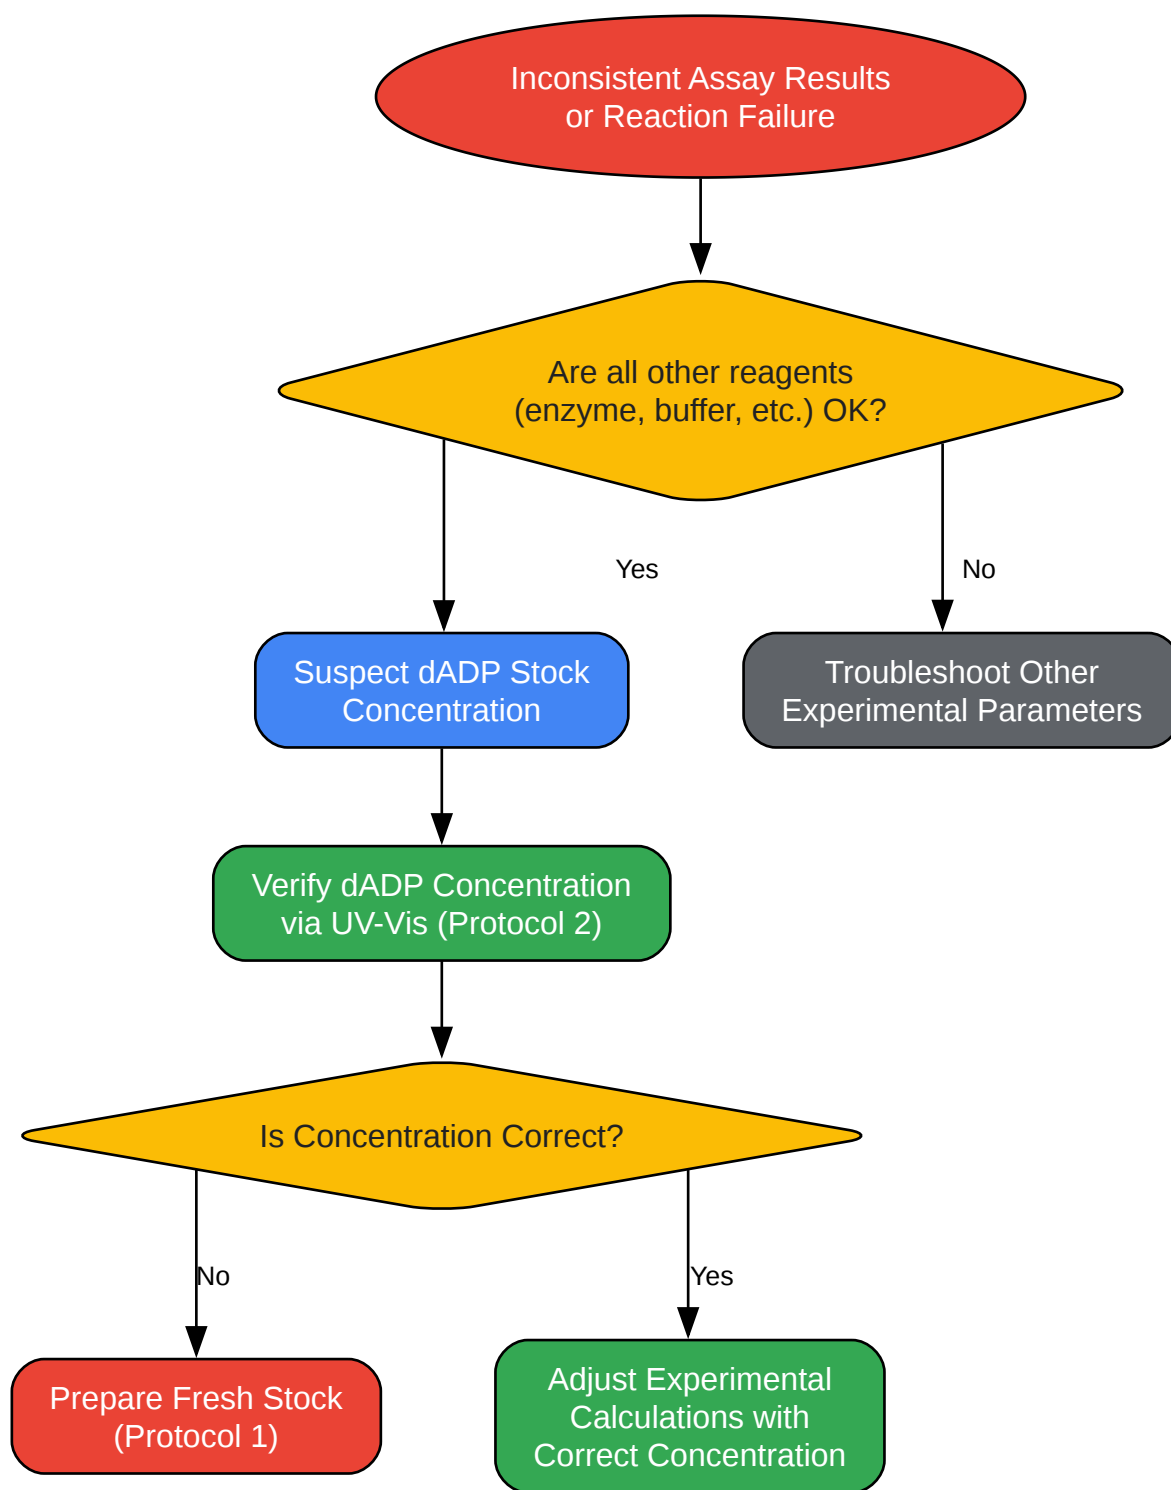 Inconsistent Assay Results
or Reaction Failure
Are all other reagents
(enzyme, buffer, etc.) OK?
Yes
No
Suspect dADP Stock
Concentration
Troubleshoot Other
Experimental Parameters
Verify dADP Concentration
via UV-Vis (Protocol 2)
Is Concentration Correct?
No
Yes
Prepare Fresh Stock
(Protocol 1)
Adjust Experimental
Calculations with
Correct Concentration